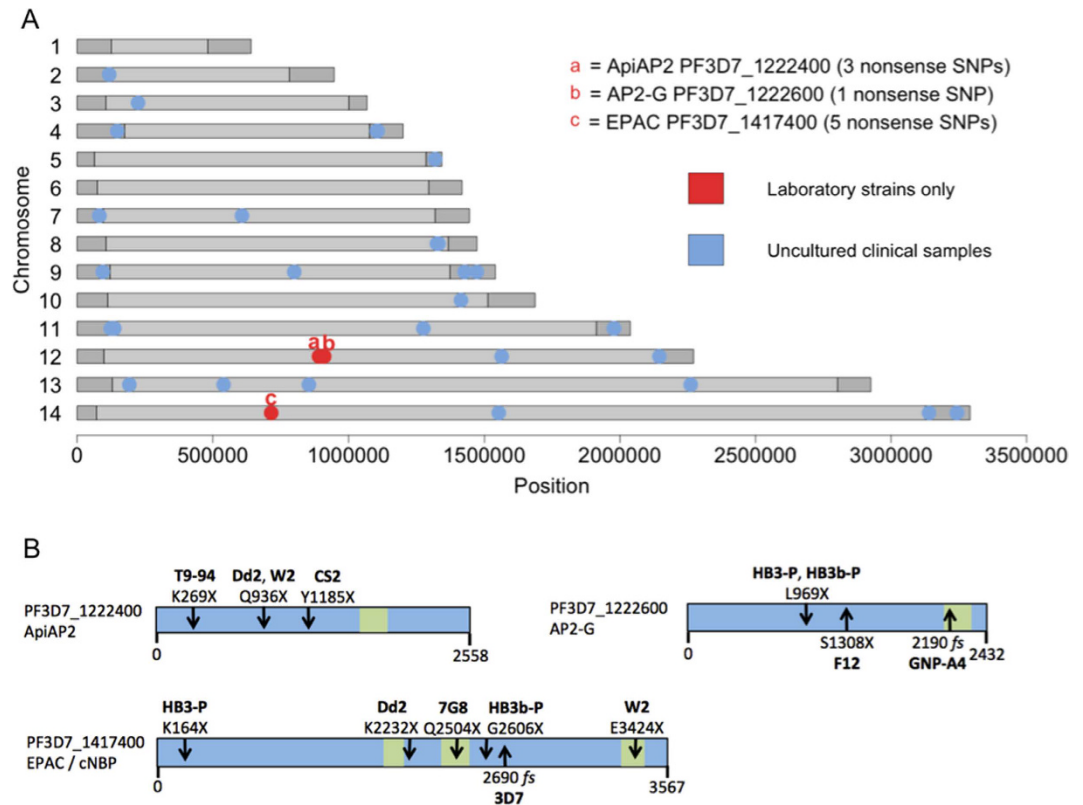 A
Chromosome
1
2
3
4
5
6
7
8
9
10
11
12
13
14
ab
c
0 500000 1000000 1500000 2000000 2500000 3000000 3500000
Position
a = ApiAP2 PF3D7_1222400 (3 nonsense SNPs)
b = AP2-G PF3D7_1222600 (1 nonsense SNP)
c = EPAC PF3D7_1417400 (5 nonsense SNPs)
Laboratory strains only
Uncultured clinical samples
B
T9-94 Dd2, W2 CS2
K269X Q936X Y1185X
PF3D7_1222400
ApiAP2
0 2558
HB3-P, HB3b-P
L969X
PF3D7_1222600
AP2-G
0 S1308X 2190 fs 2432
F12 GNP-A4
HB3-P Dd2 7G8 HB3b-P W2
K164X K2232X Q2504X G2606X E3424X
PF3D7_1417400
EPAC / cNBP
0 2690 fs 3567
3D7